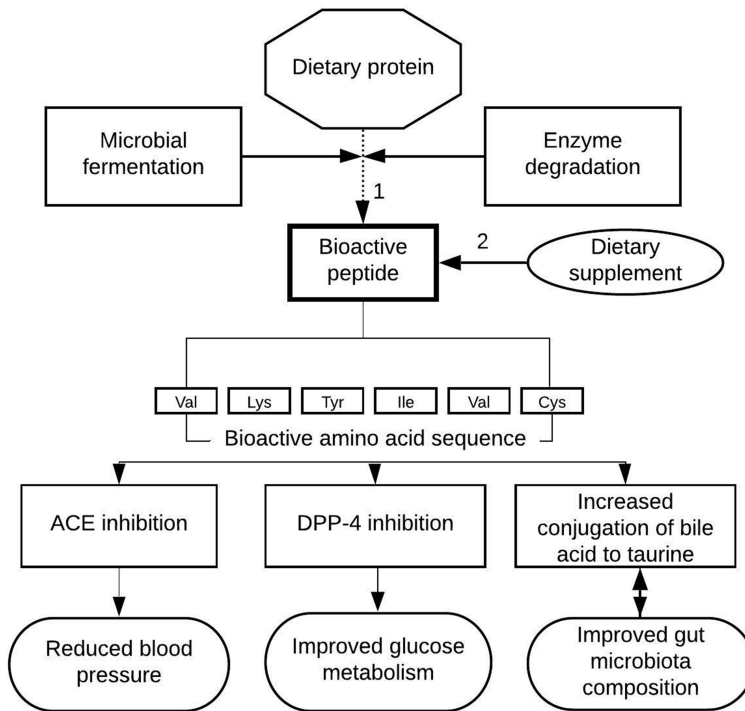 Dietary protein
Microbial
fermentation
Enzyme
degradation
1
Bioactive
peptide
2
Dietary
supplement
Val
Lys
Tyr
Ile
Val
Cys
Bioactive amino acid sequence
ACE inhibition
DPP-4 inhibition
Increased
conjugation of bile
acid to taurine
Reduced blood
pressure
Improved glucose
metabolism
Improved gut
microbiota
composition